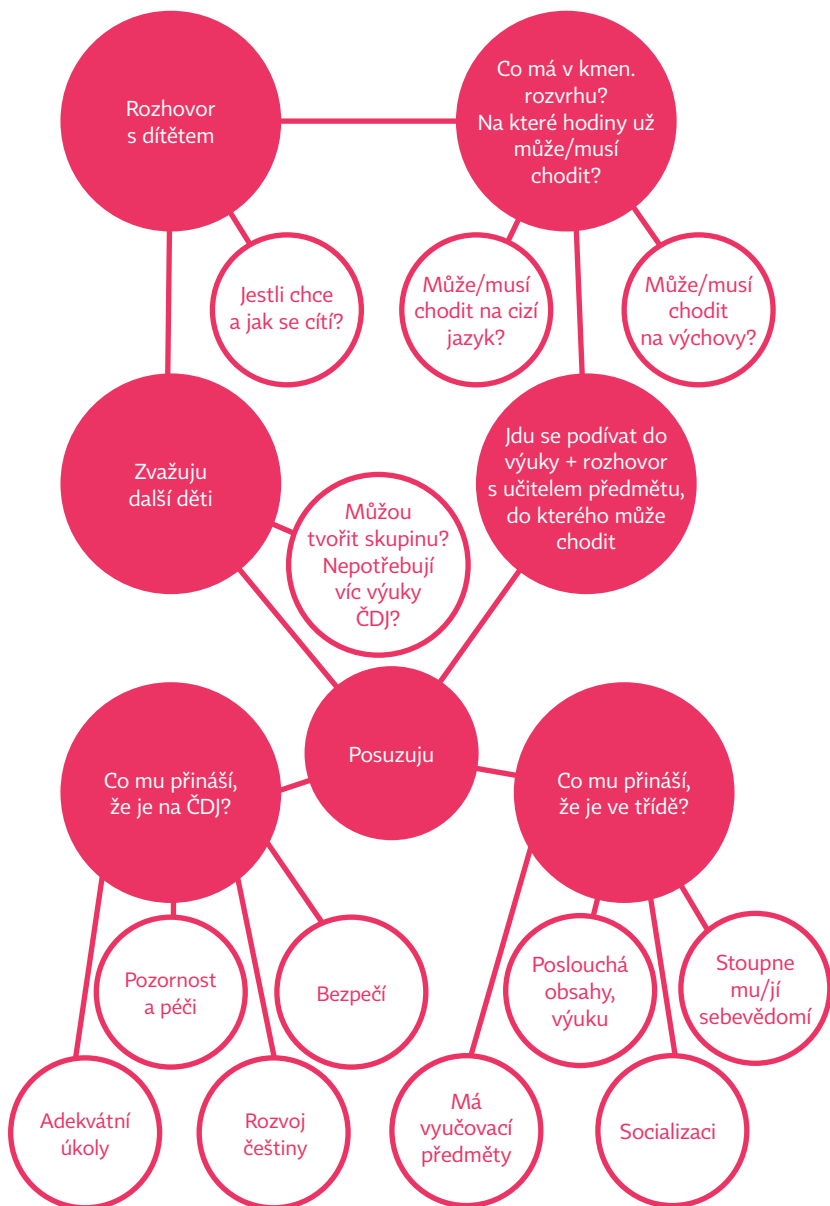 Rozhovor
s dítětem
Co má v kmen.
rozvrhu?
Na které hodiny už
může/musí
chodit?
Jestli chce
a jak se cítí?
Může/musí
chodit na cizí
jazyk?
Může/musí
chodit
na výchovy?
Zvažuju
další děti
Můžou
tvořit skupinu?
Nepotřebují
víc výuky
ČDJ?
Jdu se podívat do
výuky + rozhovor
s učitelem předmětu,
do kterého může
chodit
Posuzuju
Co mu přináší,
že je na ČDJ?
Co mu přináší,
že je ve třídě?
Pozornost
a péči
Bezpečí
Poslouchá
obsahy,
výuku
Stoupne
mu/jí
sebevědomí
Adekvátní
úkoly
Rozvoj
češtiny
Má
vyučovací
předměty
Socializaci